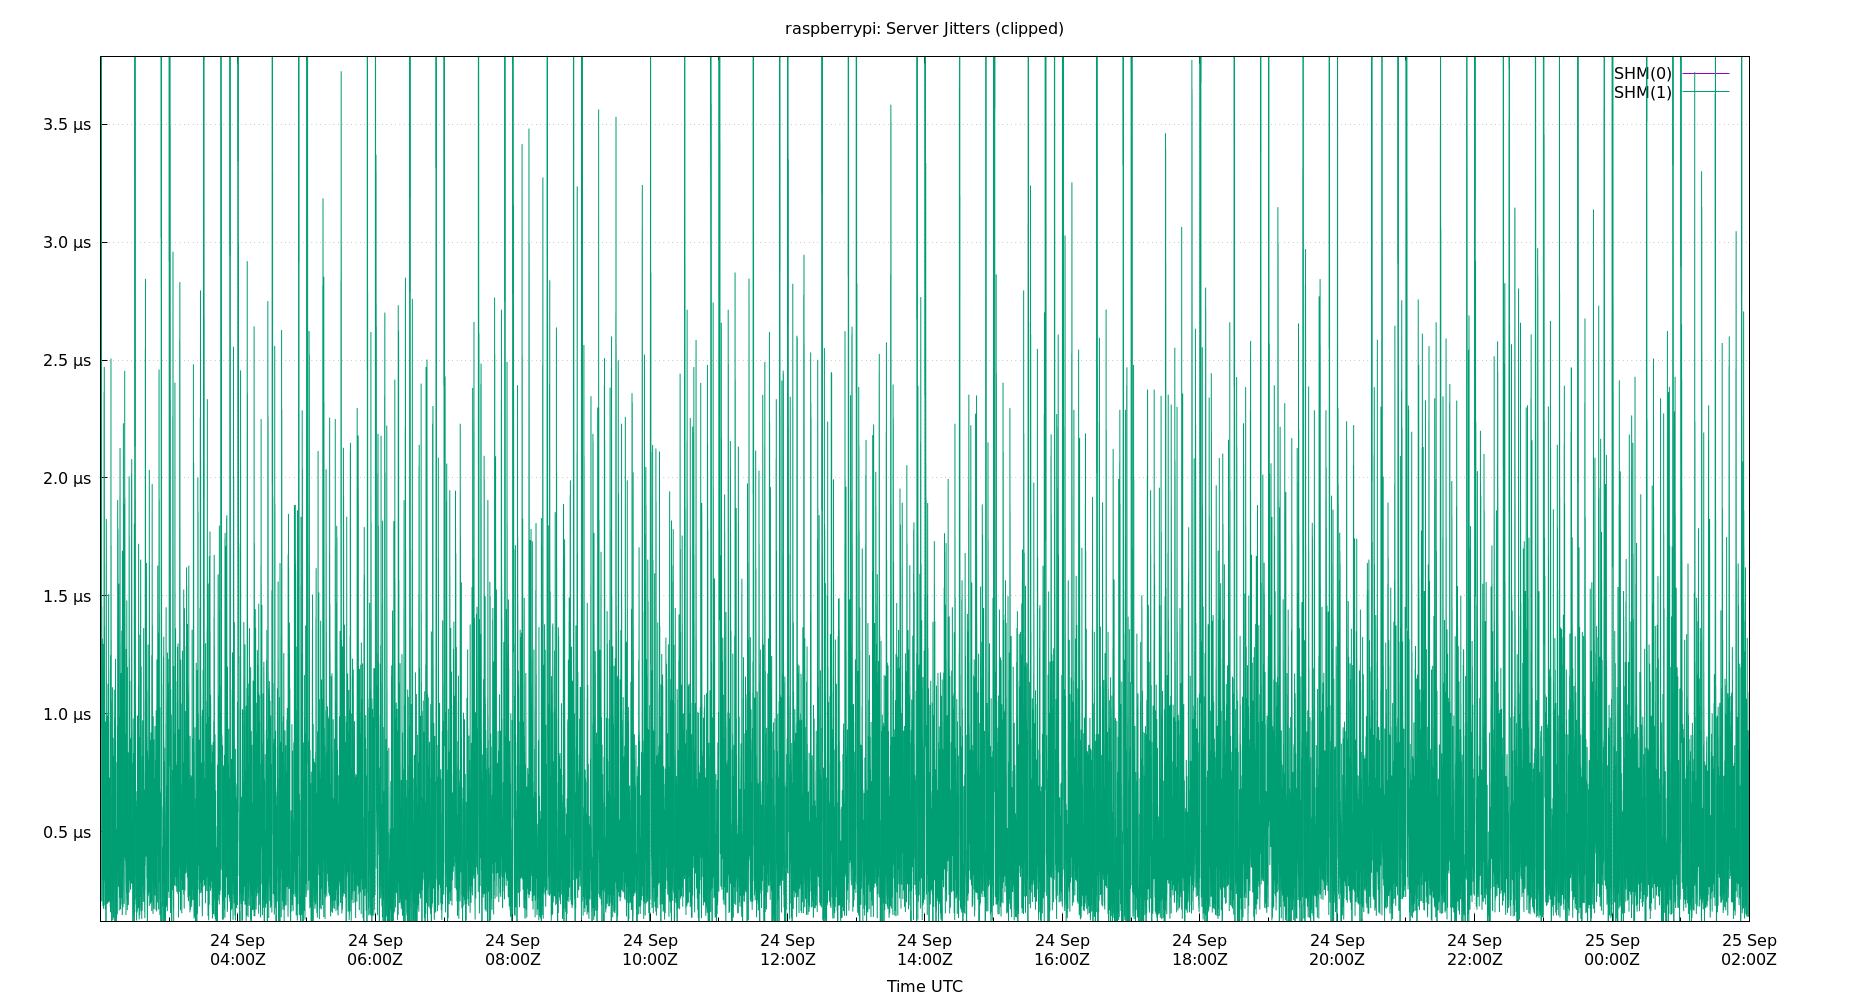 raspberrypi: Server Jitters (clipped)
SHM(0)
SHM(1)
3.5 µs
3.0 µs
2.5 µs
2.0 µs
1.5 µs
1.0 µs
0.5 µs
24 Sep 24 Sep 24 Sep 24 Sep 24 Sep 24 Sep 24 Sep 24 Sep 24 Sep 24 Sep 25 Sep 25 Sep
04:00Z 06:00Z 08:00Z 10:00Z 12:00Z 14:00Z 16:00Z 18:00Z 20:00Z 22:00Z 00:00Z 02:00Z
Time UTC